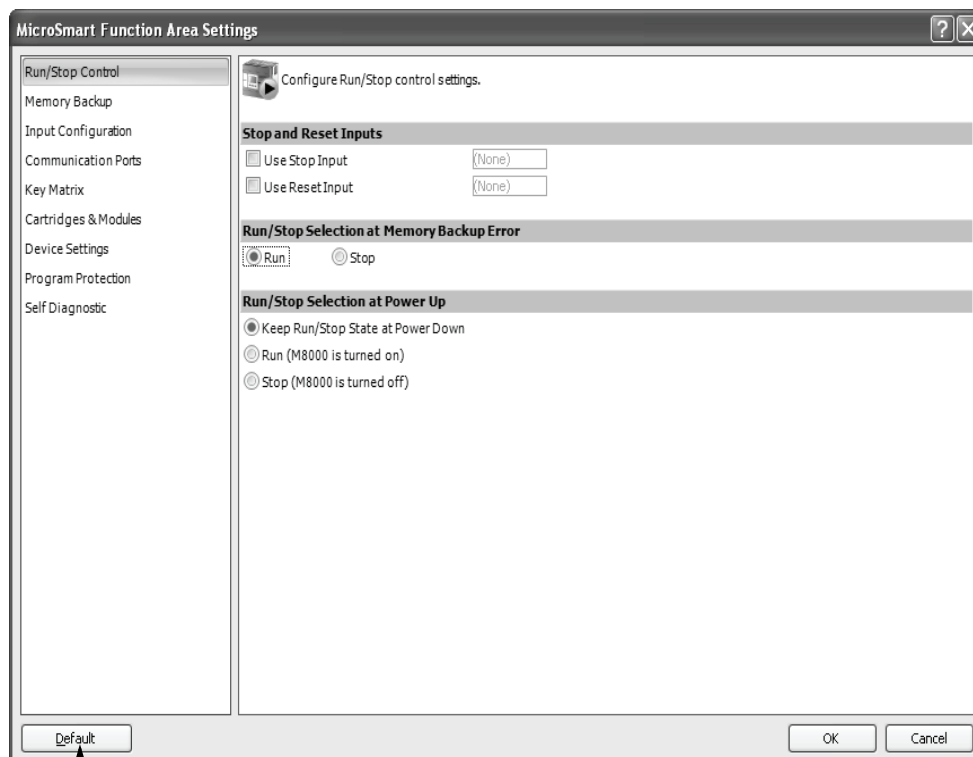 MicroSmart Function Area Settings
Run/Stop Control
Memory Backup
Input Configuration
Communication Ports
Key Matrix
Cartridges & Modules
Device Settings
Program Protection
Self Diagnostic
Configure Run/Stop control settings.
Stop and Reset Inputs
Use Stop Input (None)
Use Reset Input (None)
Run/Stop Selection at Memory Backup Error
Run Stop
Run/Stop Selection at Power Up
Keep Run/Stop State at Power Down
Run (M8000 is turned on)
Stop (M8000 is turned off)
Default OK Cancel